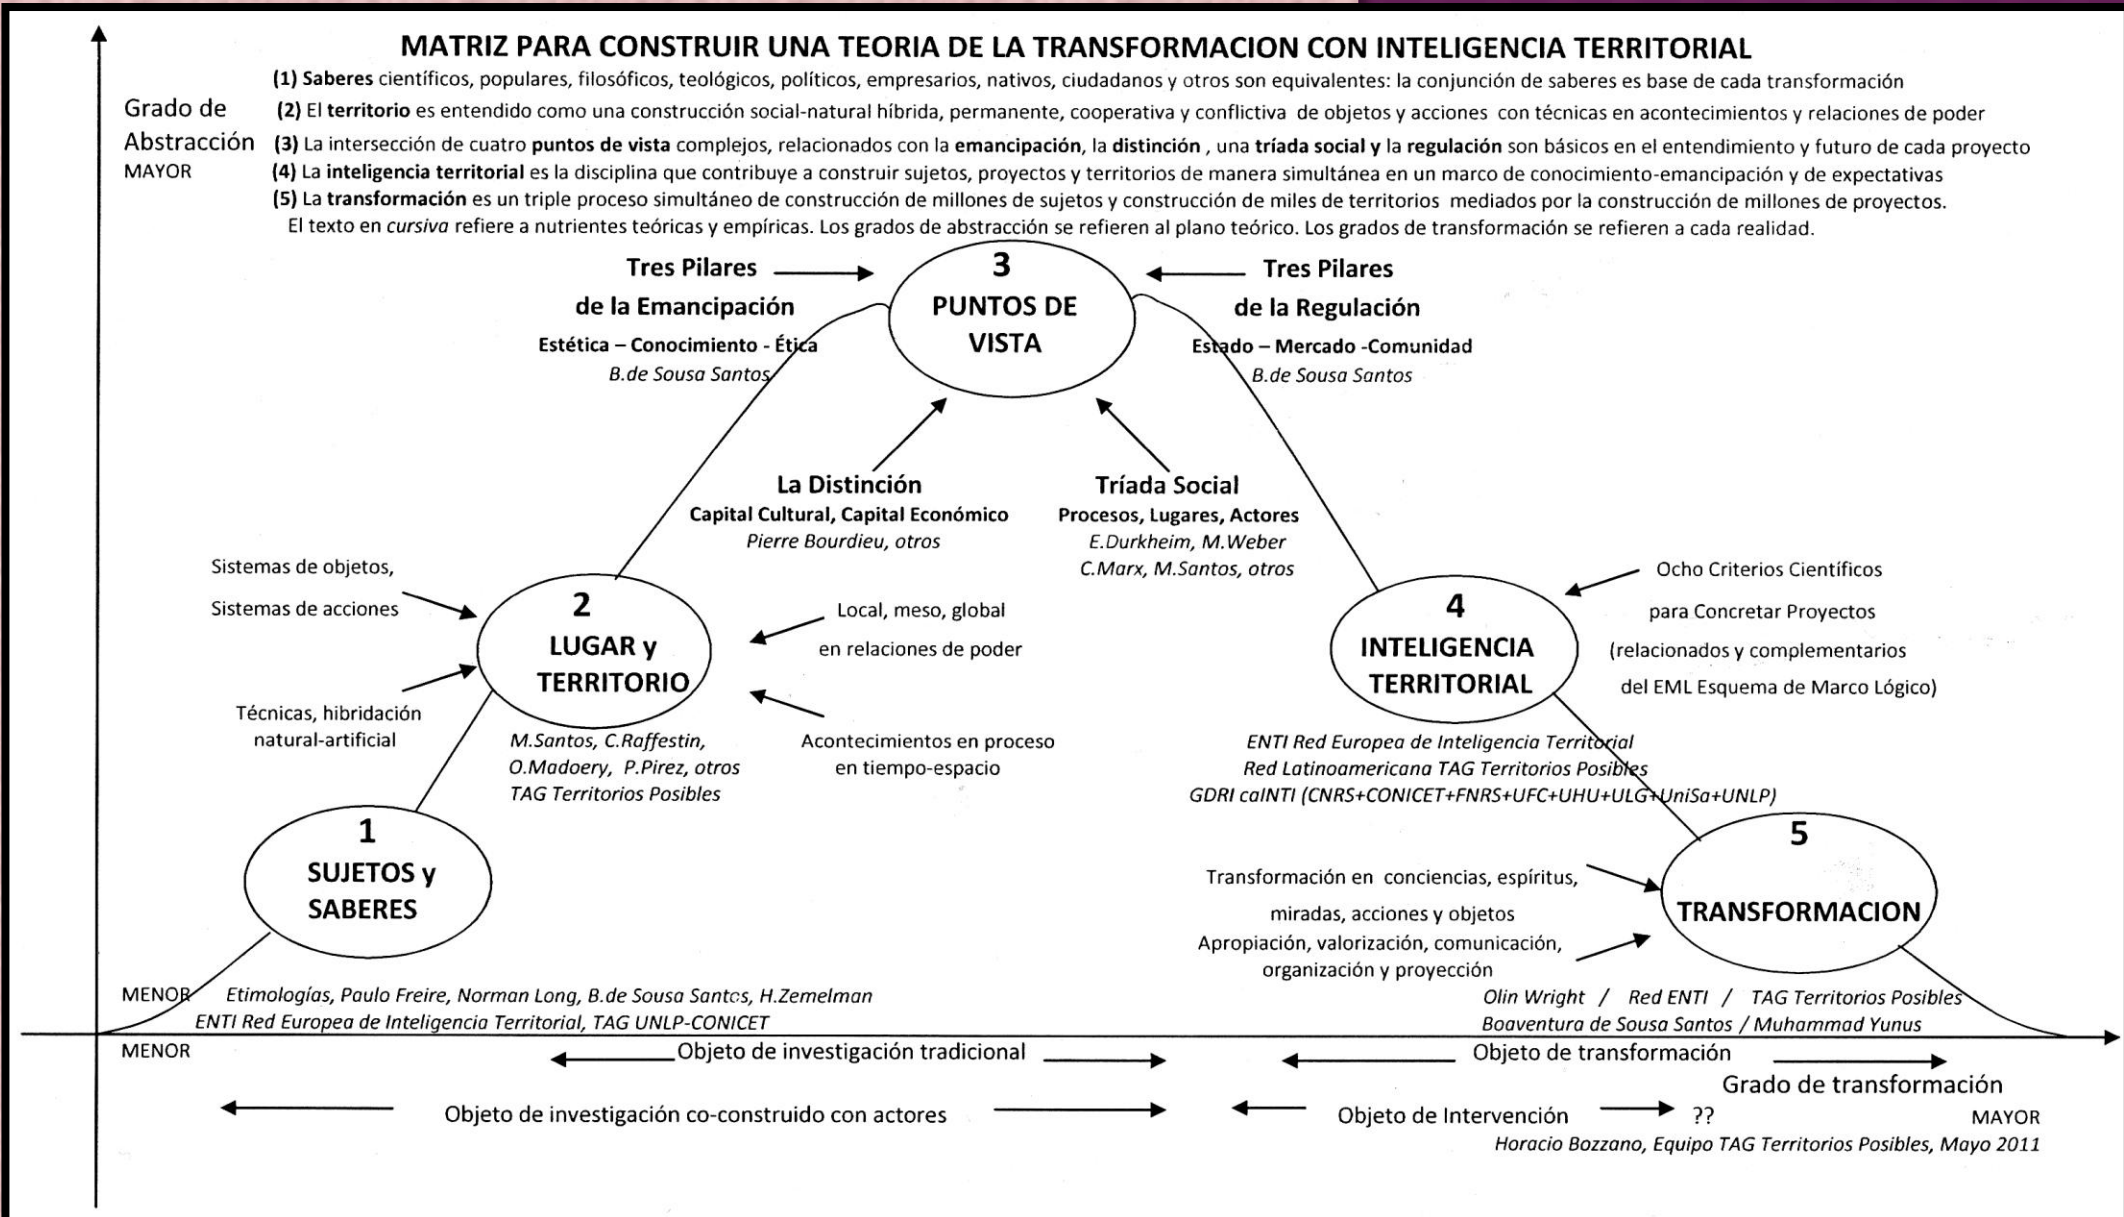 MATRIZ PARA CONSTRUIR UNA TEORIA DE LA TRANSFORMACION CON INTELIGENCIA TERRITORIAL
(1) Saberes científicos, populares, filosóficos, teológicos, políticos, empresarios, nativos, ciudadanos y otros son equivalentes: la conjunción de saberes es base de cada transformación
(2) El territorio es entendido como una construcción social-natural híbrida, permanente, cooperativa y conflictiva de objetos y acciones con técnicas en acontecimientos y relaciones de poder
(3) La intersección de cuatro puntos de vista complejos, relacionados con la emancipación, la distinción , una tríada social y la regulación son básicos en el entendimiento y futuro de cada proyecto
(4) La inteligencia territorial es la disciplina que contribuye a construir sujetos, proyectos y territorios de manera simultánea en un marco de conocimiento-emancipación y de expectativas
(5) La transformación es un triple proceso simultáneo de construcción de millones de sujetos y construcción de miles de territorios mediados por la construcción de millones de proyectos.
El texto en cursiva refiere a nutrientes teóricas y empíricas. Los grados de abstracción se refieren al plano teórico. Los grados de transformación se refieren a cada realidad.
Grado de
Abstracción
MAYOR
Tres Pilares
de la Emancipación
Estética – Conocimiento - Ética
B.de Sousa Santos
3
PUNTOS DE
VISTA
Tres Pilares
de la Regulación
Estado – Mercado -Comunidad
B.de Sousa Santos
La Distinción
Capital Cultural, Capital Económico
Pierre Bourdieu, otros
Tríada Social
Procesos, Lugares, Actores
E.Durkheim, M.Weber
C.Marx, M.Santos, otros
Sistemas de objetos,
Sistemas de acciones
Técnicas, hibridación
natural-artificial
2
LUGAR y
TERRITORIO
M.Santos, C.Raffestin,
O.Madoery, P.Pirez, otros
TAG Territorios Posibles
Local, meso, global
en relaciones de poder
Acontecimientos en proceso
en tiempo-espacio
4
INTELIGENCIA
TERRITORIAL
Ocho Criterios Científicos
para Concretar Proyectos
(relacionados y complementarios
del EML Esquema de Marco Lógico)
ENTI Red Europea de Inteligencia Territorial
Red Latinoamericana TAG Territorios Posibles
GDRI caINTI (CNRS+CONICET+FNRS+UFC+UHU+ULG+UniSa+UNLP)
1
SUJETOS y
SABERES
5
TRANSFORMACION
Transformación en conciencias, espíritus,
miradas, acciones y objetos
Apropiación, valorización, comunicación,
organización y proyección
MENOR
Etimologías, Paulo Freire, Norman Long, B.de Sousa Santos, H.Zemelman
ENTI Red Europea de Inteligencia Territorial, TAG UNLP-CONICET
Olin Wright / Red ENTI / TAG Territorios Posibles
Boaventura de Sousa Santos / Muhammad Yunus
MENOR
Objeto de investigación tradicional
Objeto de transformación
Grado de transformación
Objeto de investigación co-construido con actores
Objeto de Intervención
??
MAYOR
Horacio Bozzano, Equipo TAG Territorios Posibles, Mayo 2011